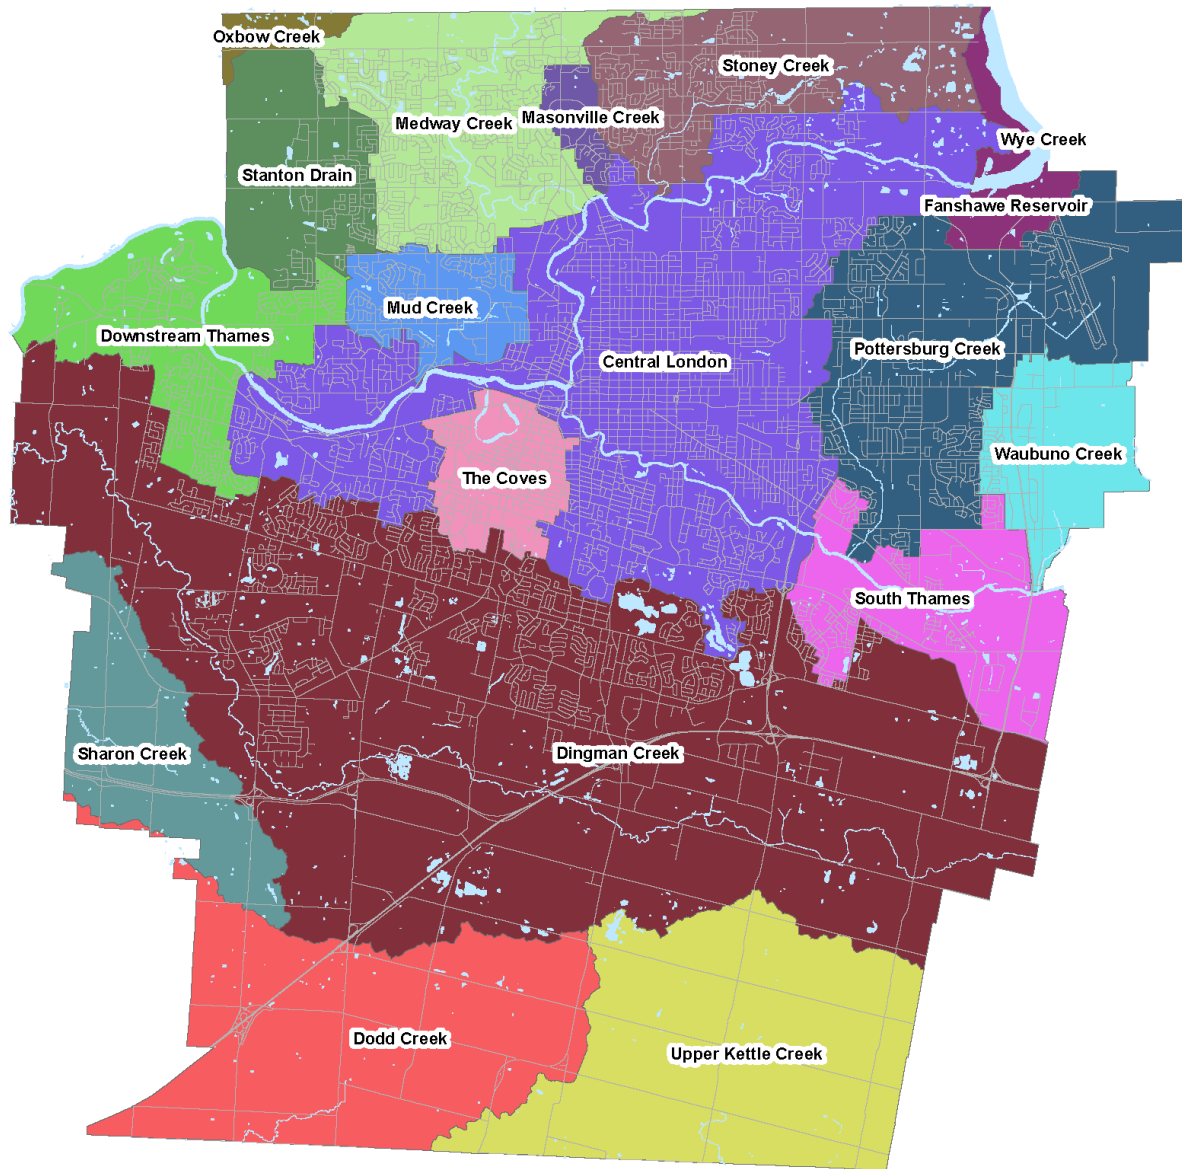 Oxbow Creek
Stoney Creek
Medway Creek
Masonville Creek
Wye Creek
Stanton Drain
Fanshawe Reservoir
Mud Creek
Downstream Thames
Central London
Pottersburg Creek
Waubuno Creek
The Coves
South Thames
Sharon Creek
Dingman Creek
Dodd Creek
Upper Kettle Creek